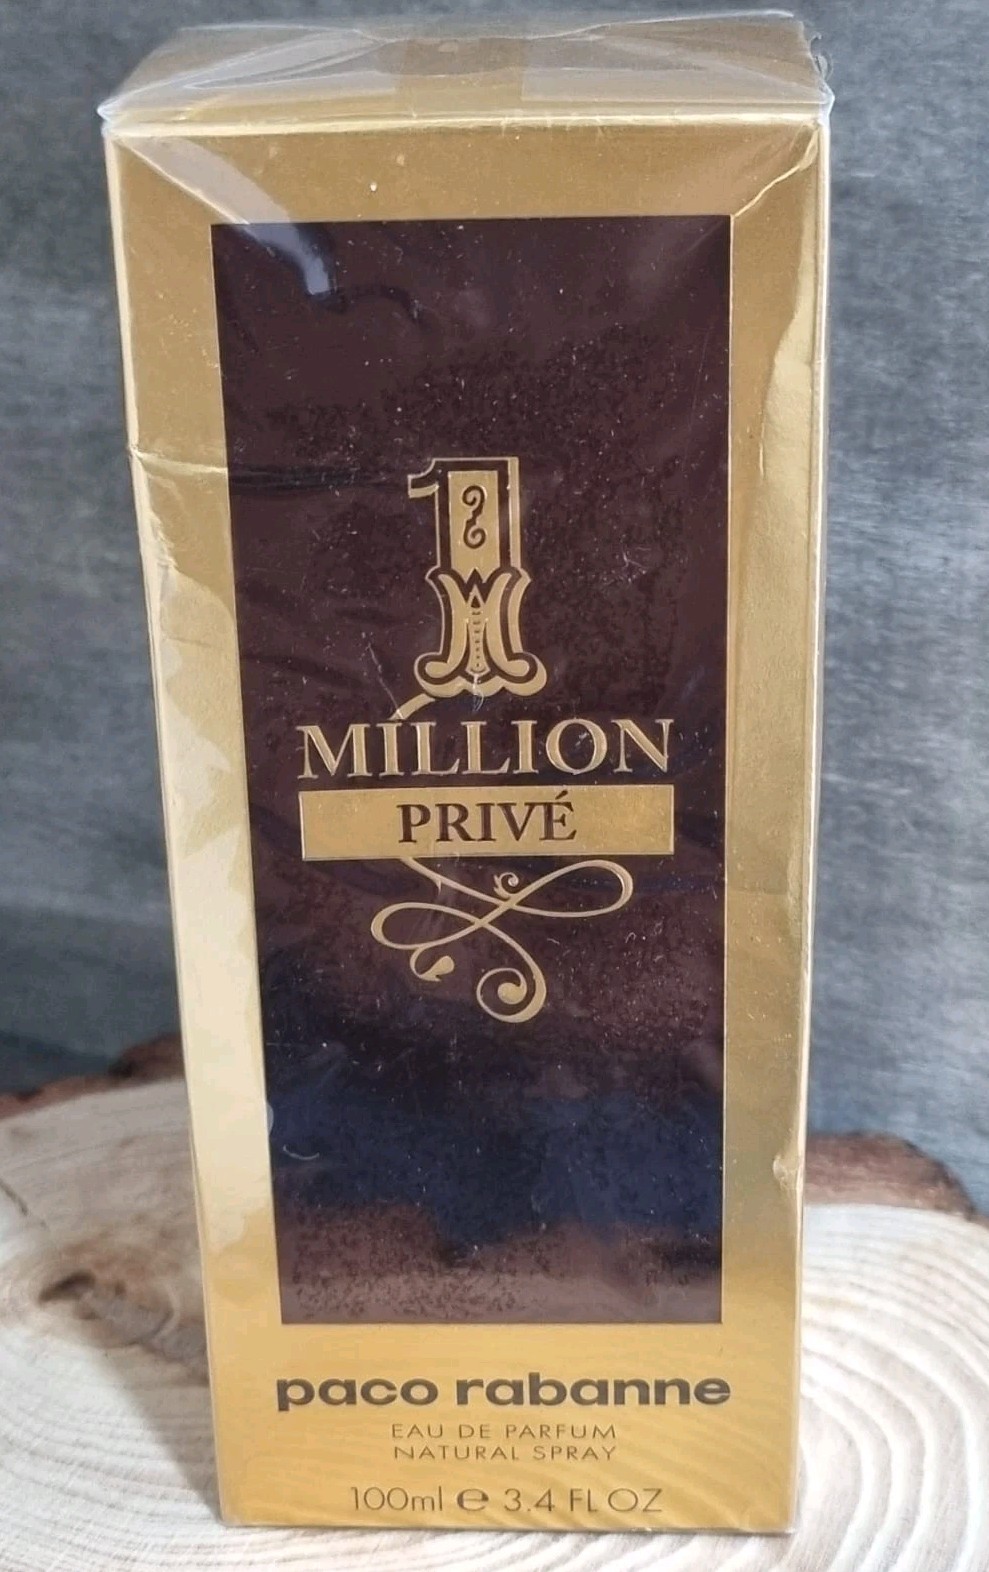 1
MILLION
PRIVÉ
paco rabanne
EAU DE PARFUM
NATURAL SPRAY
100ml e 3.4 FL OZ